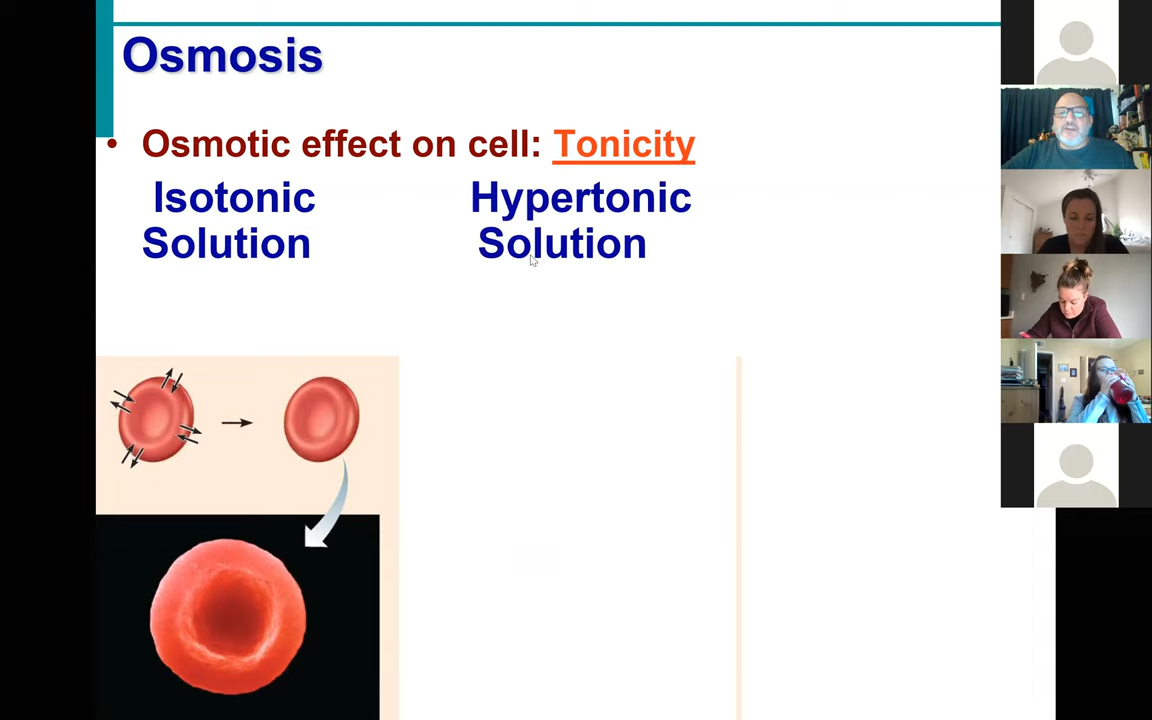 Osmosis
• Osmotic effect on cell: Tonicity
Isotonic
Solution
Hypertonic
Solution